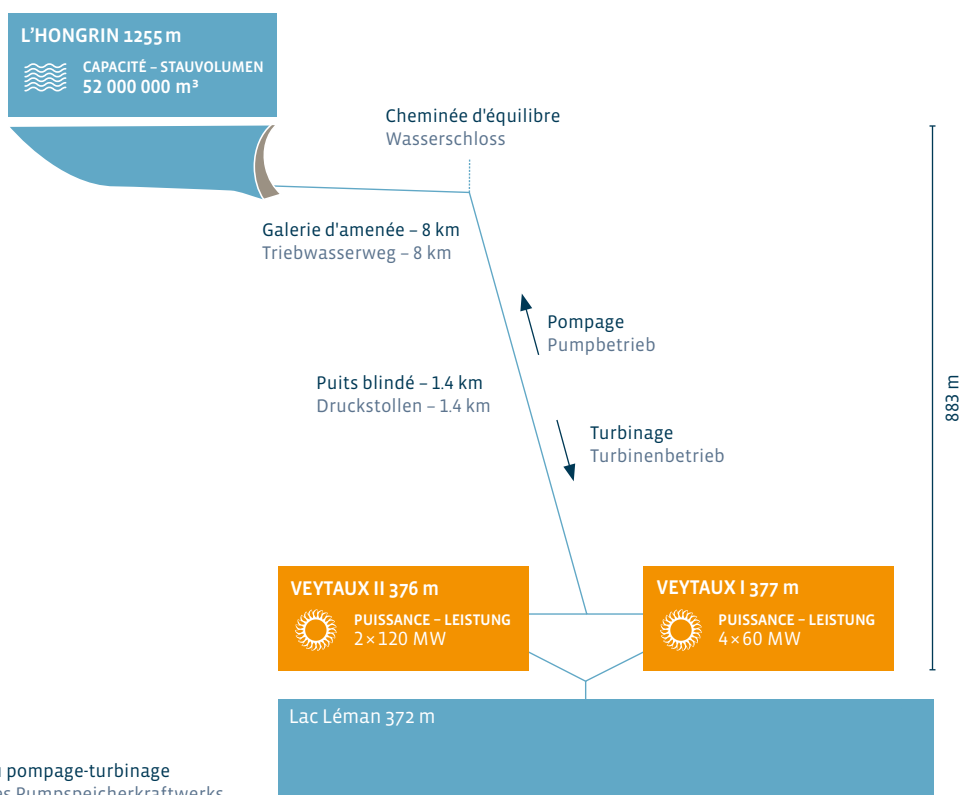 L'HONGRIN 1255 m
CAPACITÉ – STAUVOLUMEN
52 000 000 m³
Cheminée d'équilibre
Wasserschloss
Galerie d'amenée – 8 km
Triebwasserweg – 8 km
Pompage
Pumpbetrieb
Puits blindé – 1.4 km
Druckstollen – 1.4 km
883 m
Turbinage
Turbinenbetrieb
VEYTAUX II 376 m
PUISSANCE – LEISTUNG
2 × 120 MW
VEYTAUX I 377 m
PUISSANCE – LEISTUNG
4 × 60 MW
Lac Léman 372 m
pompage-turbinage
Pumpspeicherkraftwerks